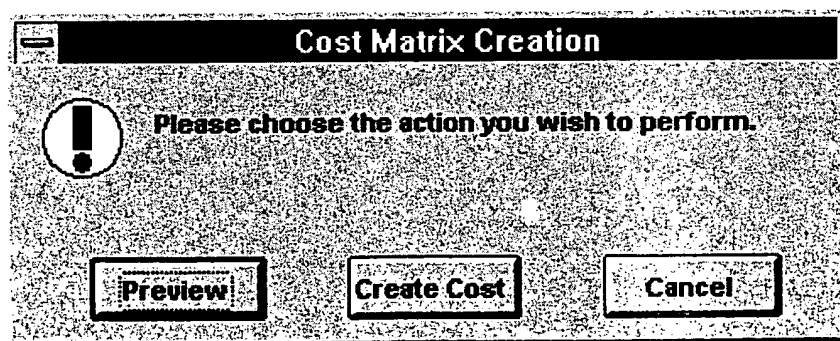 Cost Matrix Creation
Please choose the action you wish to perform.
Preview Create Cost Cancel